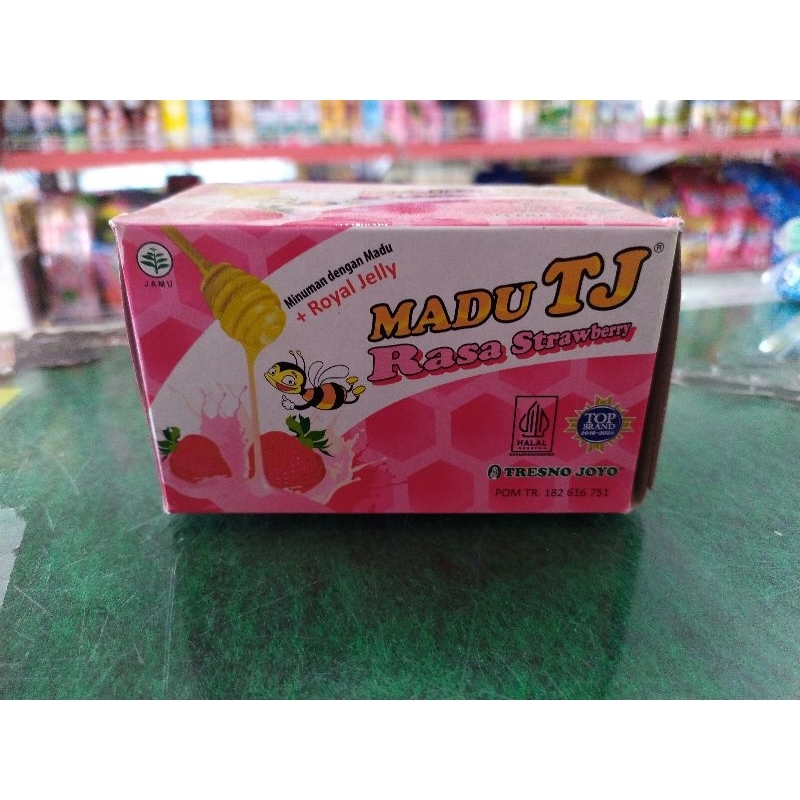 JAMU
Minuman dengan Madu
+ Royal Jelly
MADU TJ®
Rasa Strawberry
HALAL
TOP
BRAND
TRESNO JOYO
POM TR. 182 616 751